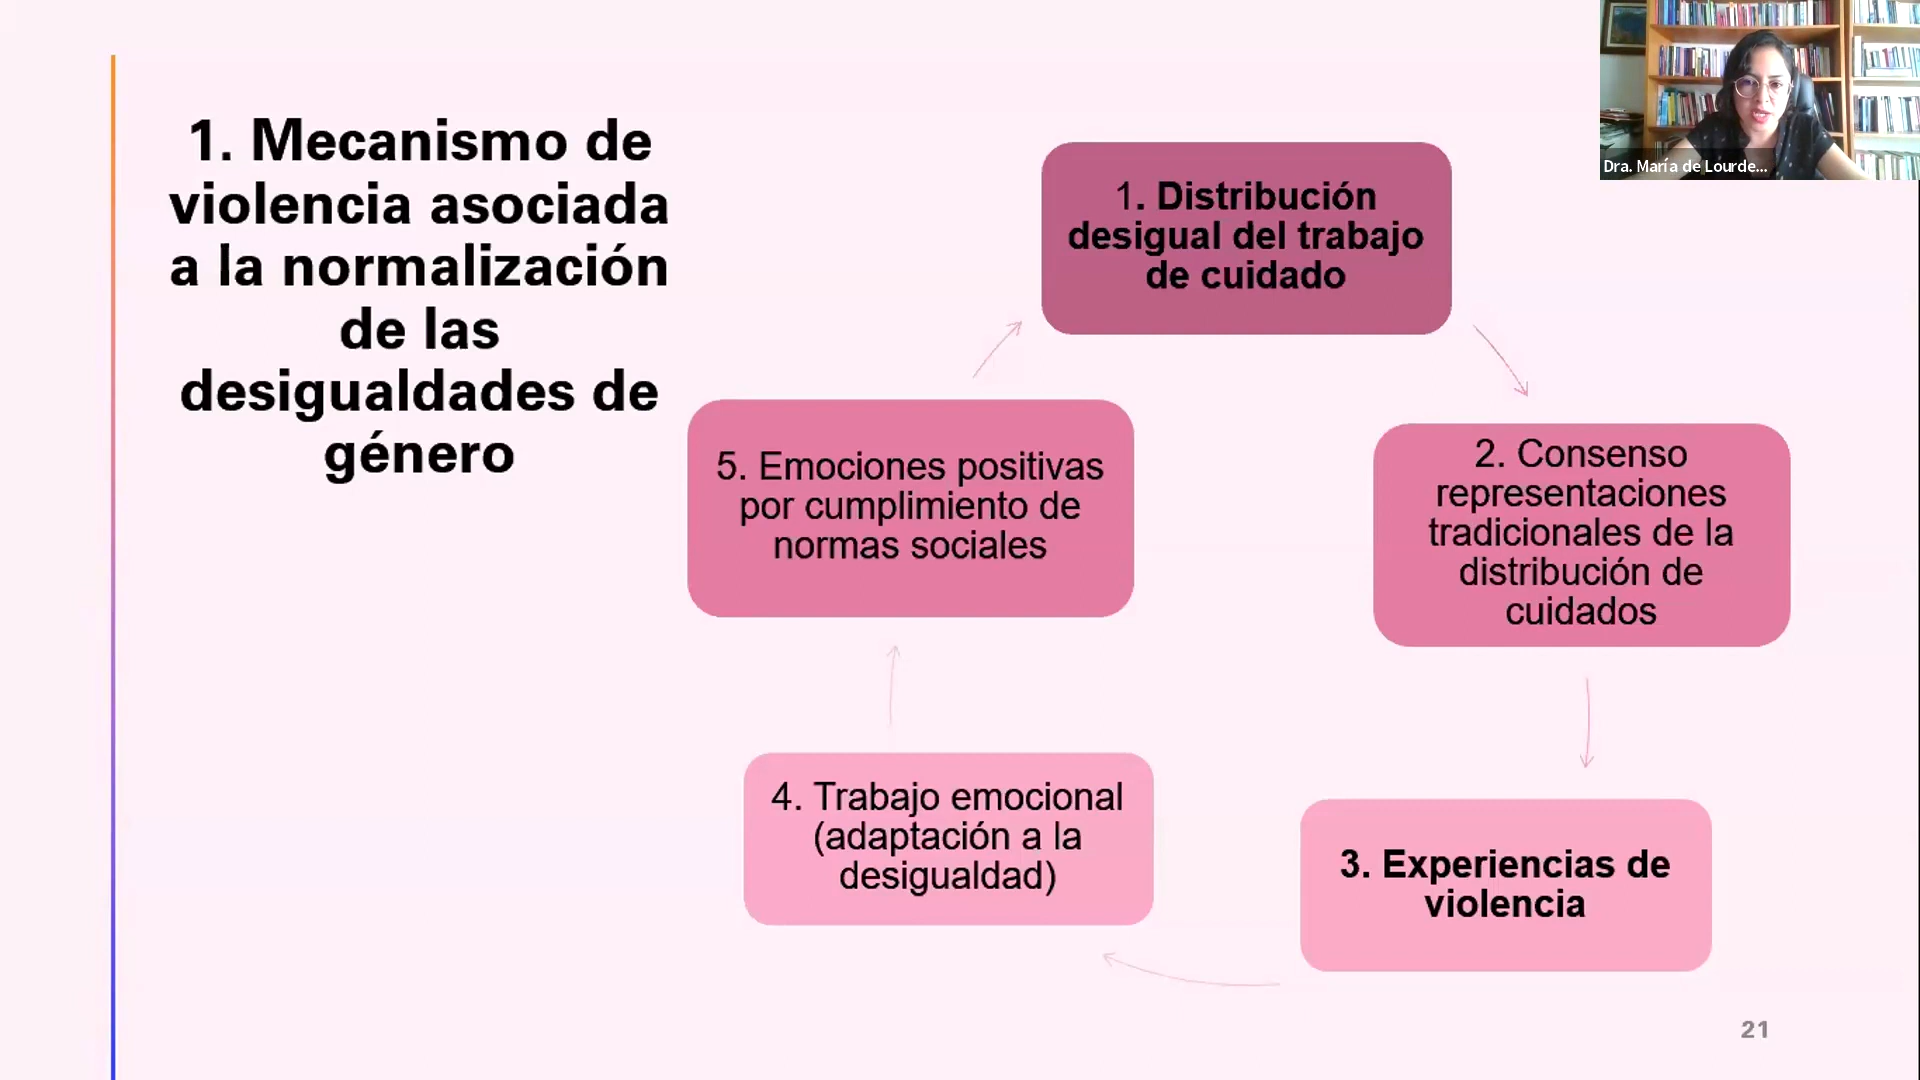 1. Mecanismo de
violencia asociada
a la normalización
de las
desigualdades de
género
1. Distribución
desigual del trabajo
de cuidado
2. Consenso
representaciones
tradicionales de la
distribución de
cuidados
3. Experiencias de
violencia
4. Trabajo emocional
(adaptación a la
desigualdad)
5. Emociones positivas
por cumplimiento de
normas sociales
Dra. María de Lourde...
21